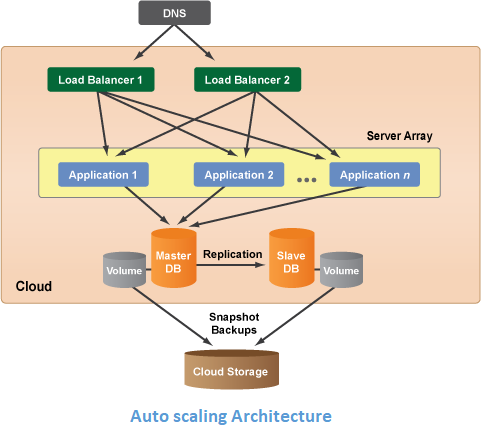 DNS
Load Balancer 1
Load Balancer 2
Server Array
Application 1
Application 2
Application n
Master
DB
Replication
Slave
DB
Volume
Volume
Cloud
Snapshot
Backups
Cloud Storage
Auto scaling Architecture